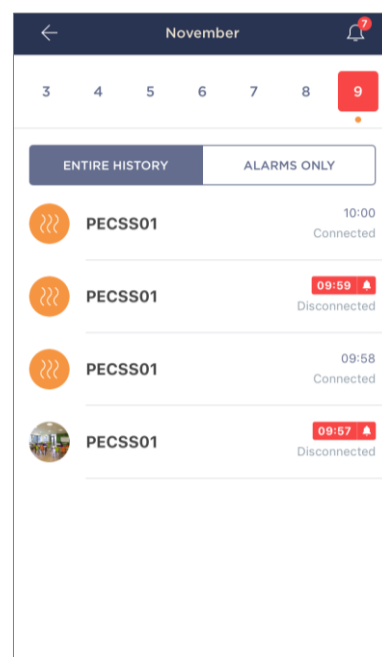 November
7
3 4 5 6 7 8 9
ENTIRE HISTORY ALARMS ONLY
10:00
PECSS01
Connected
09:59
PECSS01
Disconnected
09:58
PECSS01
Connected
09:57
PECSS01
Disconnected